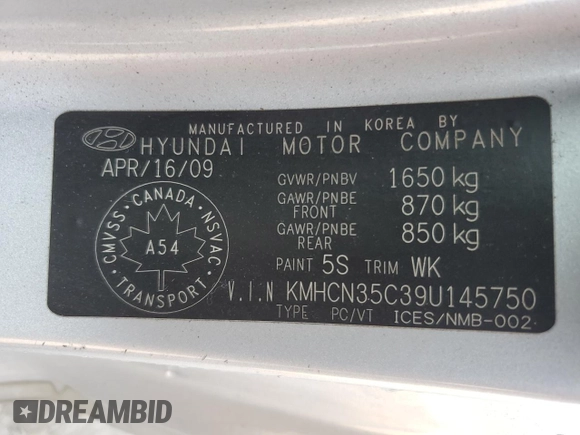 MANUFACTURED IN KOREA BY
HYUNDAI MOTOR COMPANY
APR/16/09
GVWR/PNBV 1650 kg
GAWR/PNBE FRONT 870 kg
GAWR/PNBE REAR 850 kg
CMVSS • CANADA • NSVAC
A54
TRANSPORT
PAINT 5S TRIM WK
V.I.N KMHCN35C39U145750
TYPE PC/VT ICES/NMB-002
DREAMBID